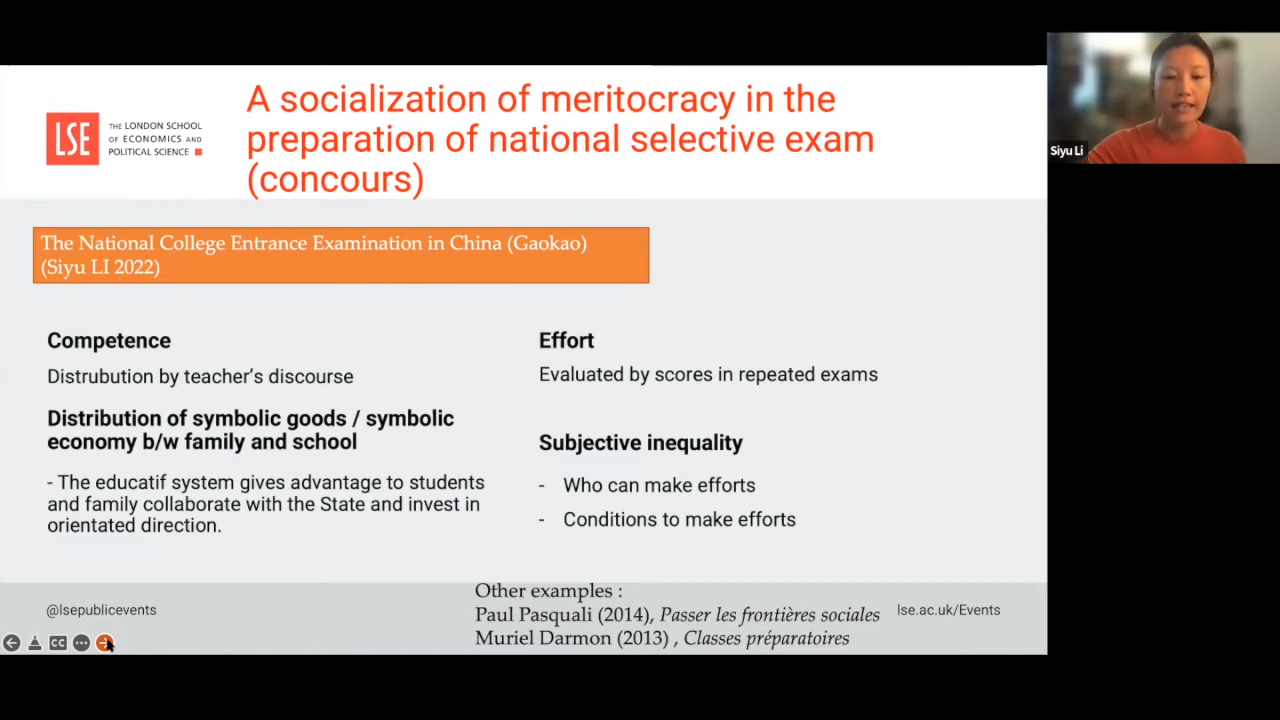 A socialization of meritocracy in the
preparation of national selective exam
(concours)
LSE
THE LONDON SCHOOL
OF ECONOMICS AND
POLITICAL SCIENCE
Siyu Li
The National College Entrance Examination in China (Gaokao)
(Siyu LI 2022)
Competence
Distrubution by teacher's discourse
Distribution of symbolic goods / symbolic
economy b/w family and school
- The educatif system gives advantage to students
and family collaborate with the State and invest in
orientated direction.
Effort
Evaluated by scores in repeated exams
Subjective inequality
- Who can make efforts
- Conditions to make efforts
Other examples :
Paul Pasquali (2014), Passer les frontières sociales
Muriel Darmon (2013) , Classes préparatoires
@lsepublicevents
lse.ac.uk/Events
CC